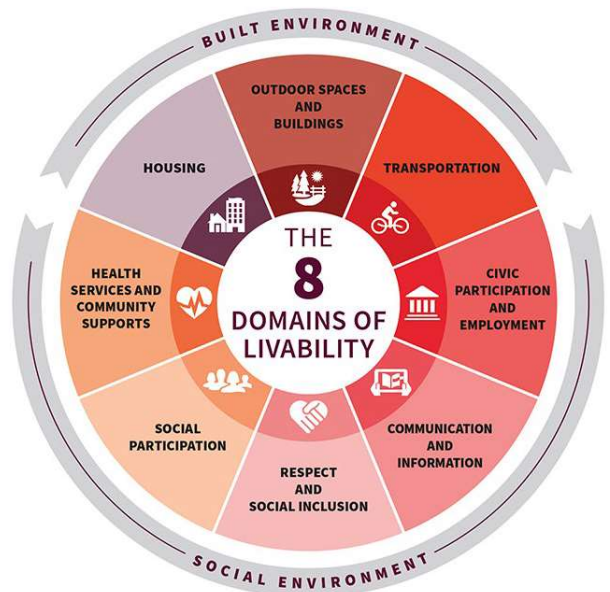 BUILT ENVIRONMENT
OUTDOOR SPACES
AND
BUILDINGS
TRANSPORTATION
CIVIC
PARTICIPATION
AND
EMPLOYMENT
COMMUNICATION
AND
INFORMATION
RESPECT
AND
SOCIAL INCLUSION
SOCIAL
PARTICIPATION
HEALTH
SERVICES AND
COMMUNITY
SUPPORTS
HOUSING
THE
8
DOMAINS OF
LIVABILITY
SOCIAL ENVIRONMENT